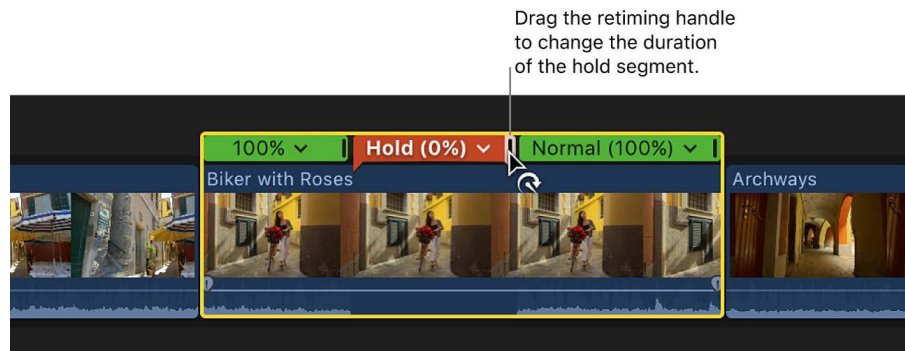 Drag the retiming handle
to change the duration
of the hold segment.
100% Hold (0%) Normal (100%)
Biker with Roses
Archways